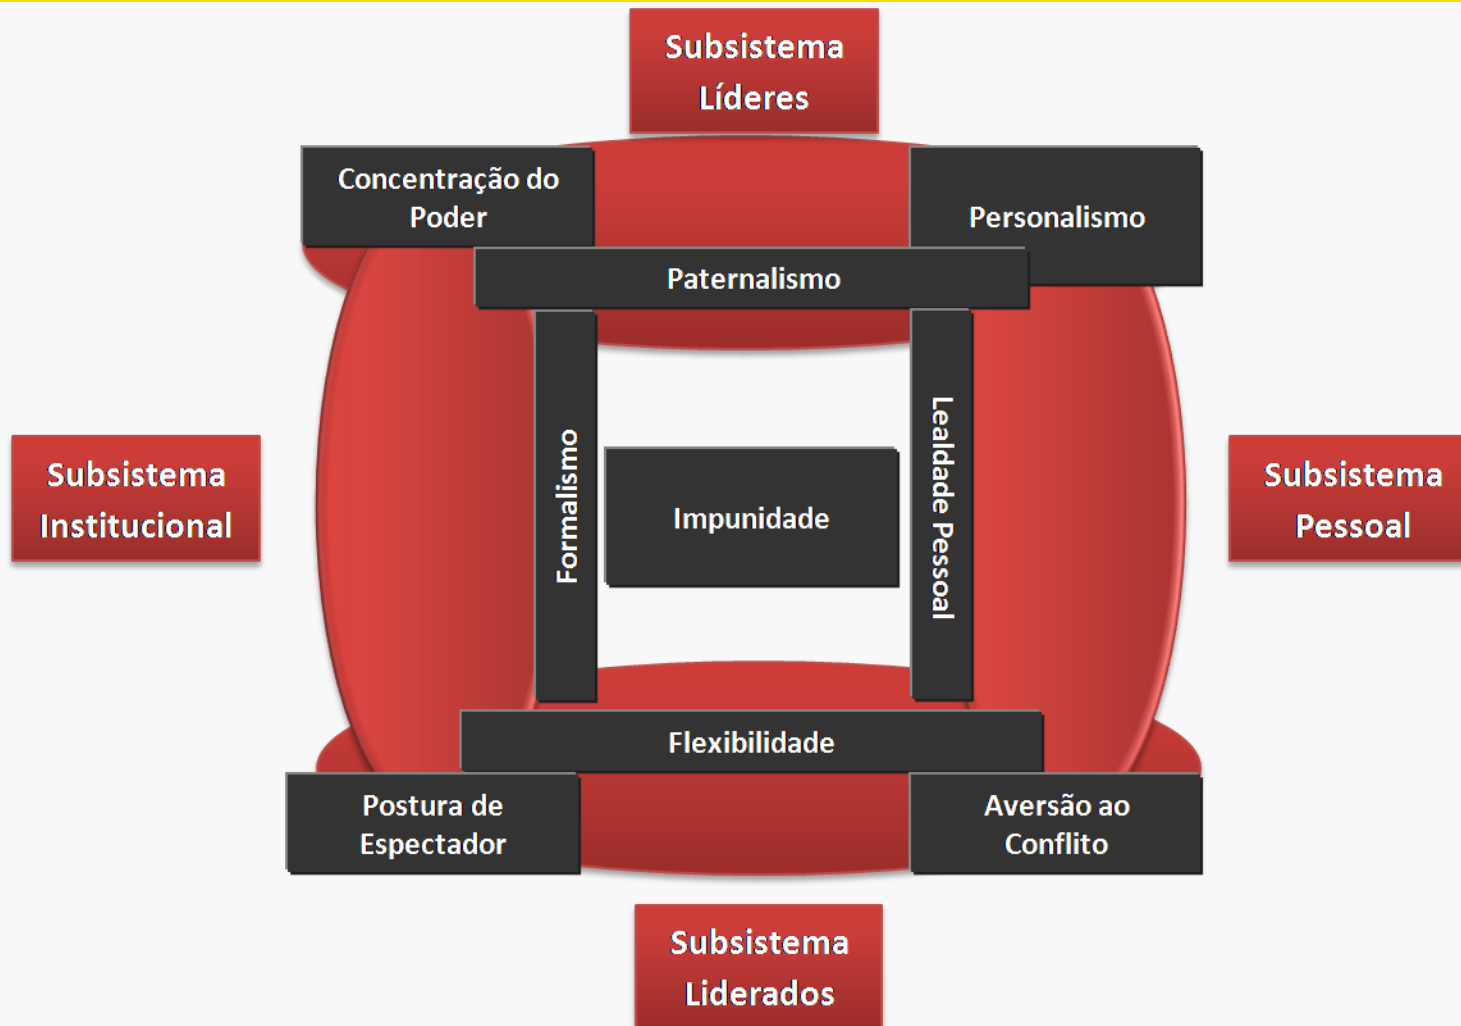 Subsistema
Líderes
Concentração do
Poder
Personalismo
Paternalismo
Formalismo
Lealdade Pessoal
Subsistema
Institucional
Impunidade
Subsistema
Pessoal
Flexibilidade
Postura de
Espectador
Aversão ao
Conflito
Subsistema
Liderados